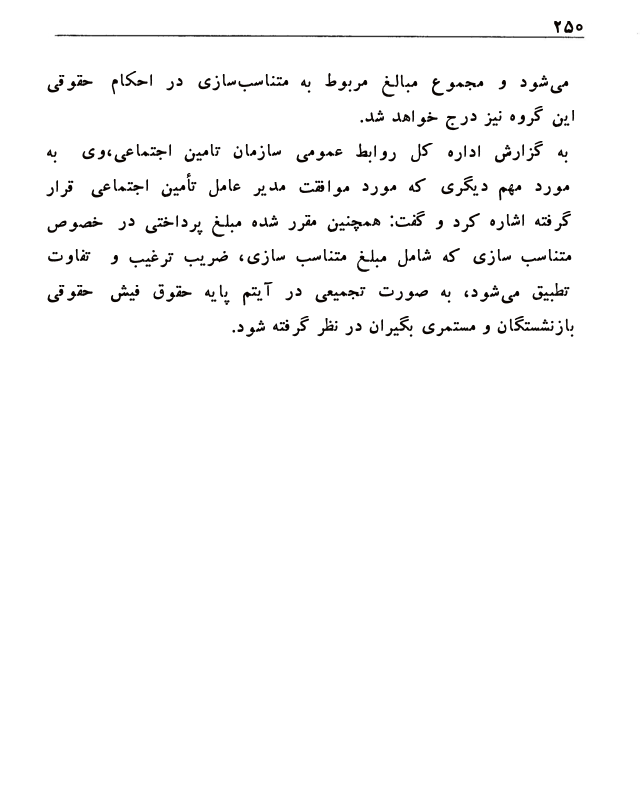 ۲۵۰
می‌شود و مجموع مبالغ مربوط به متناسب‌سازی در احکام حقوقی
این گروه نیز درج خواهد شد.
به گزارش اداره کل روابط عمومی سازمان تامین اجتماعی،وی به
مورد مهم دیگری که مورد موافقت مدیر عامل تأمین اجتماعی قرار
گرفته اشاره کرد و گفت: همچنین مقرر شده مبلغ پرداختی در خصوص
متناسب سازی که شامل مبلغ متناسب سازی، ضریب ترغیب و تفاوت
تطبیق می‌شود، به صورت تجمیعی در آیتم پایه حقوق فیش حقوقی
بازنشستگان و مستمری بگیران در نظر گرفته شود.